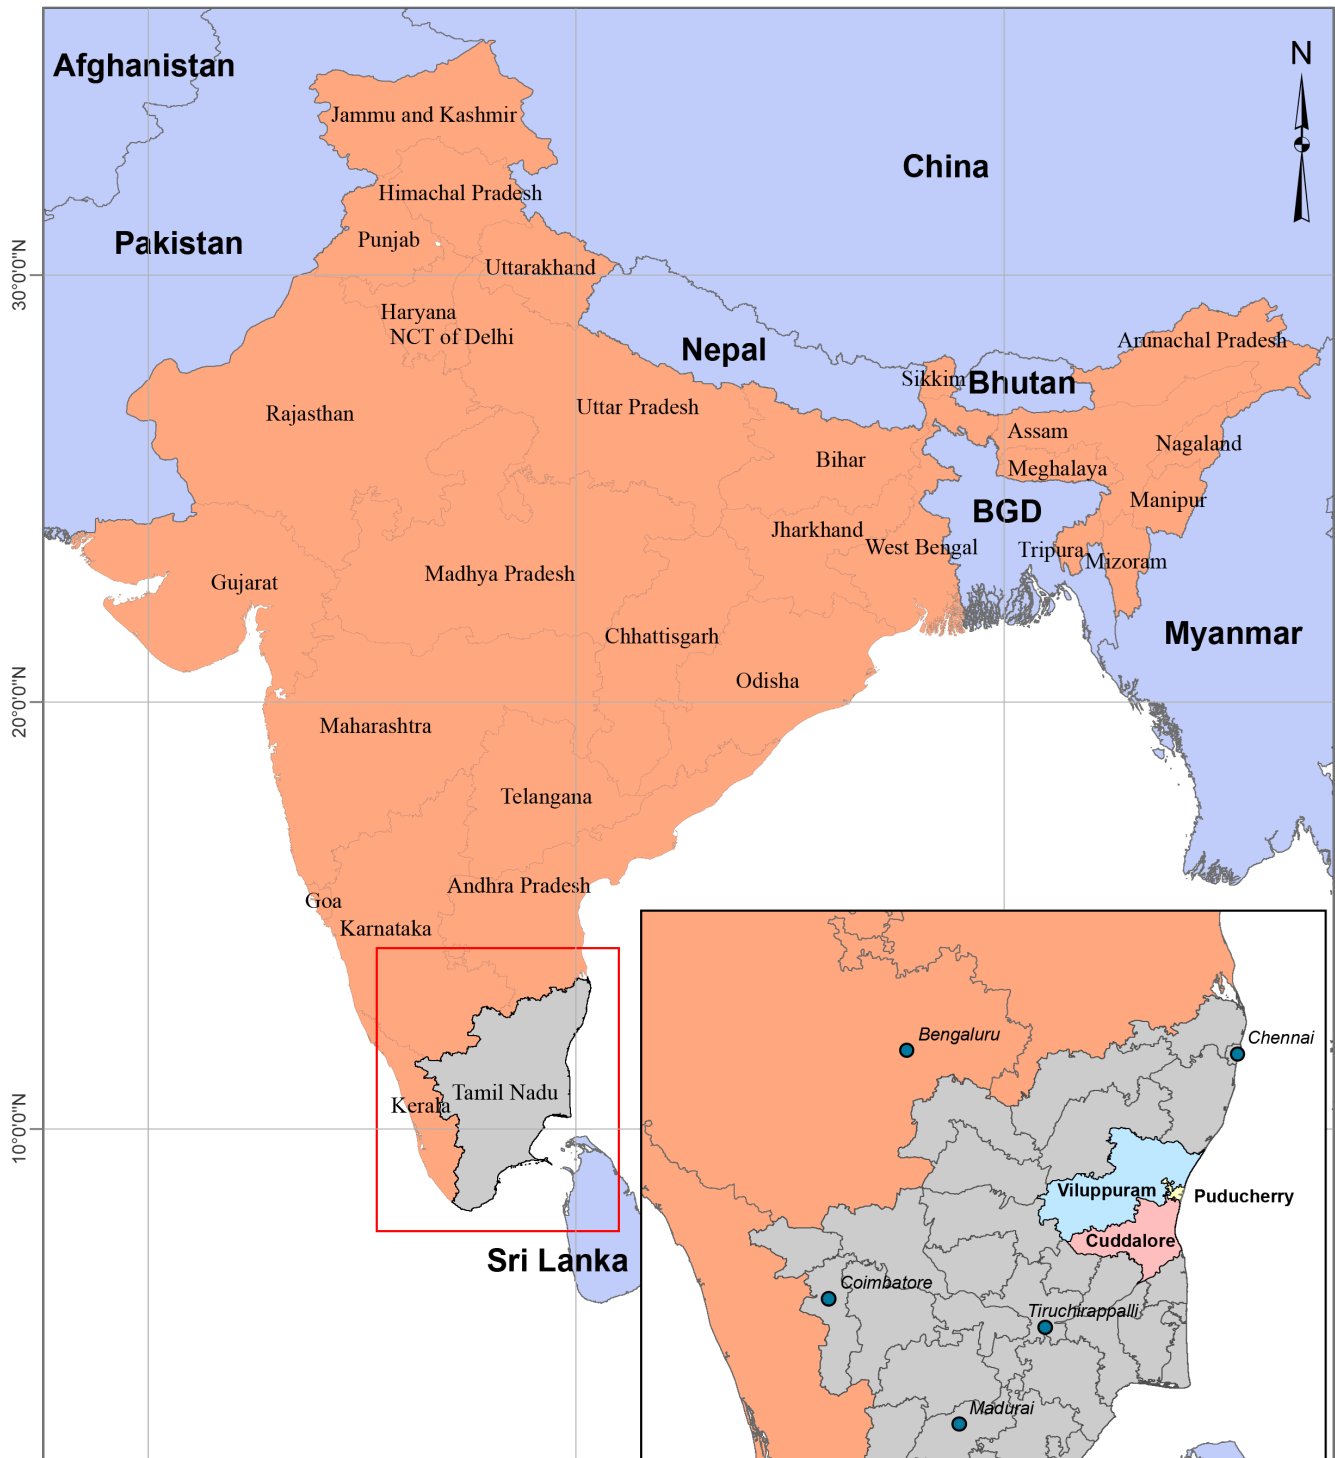 N
Afghanistan
Jammu and Kashmir
China
Himachal Pradesh
Pakistan
Punjab
Uttarakhand
30°0'0"N
Haryana
NCT of Delhi
Nepal
Arunachal Pradesh
Sikkim
Bhutan
Rajasthan
Uttar Pradesh
Assam
Nagaland
Bihar
Meghalaya
Manipur
BGD
Jharkhand
West Bengal
Tripura
Mizoram
Gujarat
Madhya Pradesh
Chhattisgarh
Myanmar
Odisha
20°0'0"N
Maharashtra
Telangana
Andhra Pradesh
Goa
Karnataka
Tamil Nadu
Kerala
10°0'0"N
Sri Lanka
Bengaluru
Chennai
Viluppuram
Puducherry
Cuddalore
Coimbatore
Tiruchirappalli
Madurai